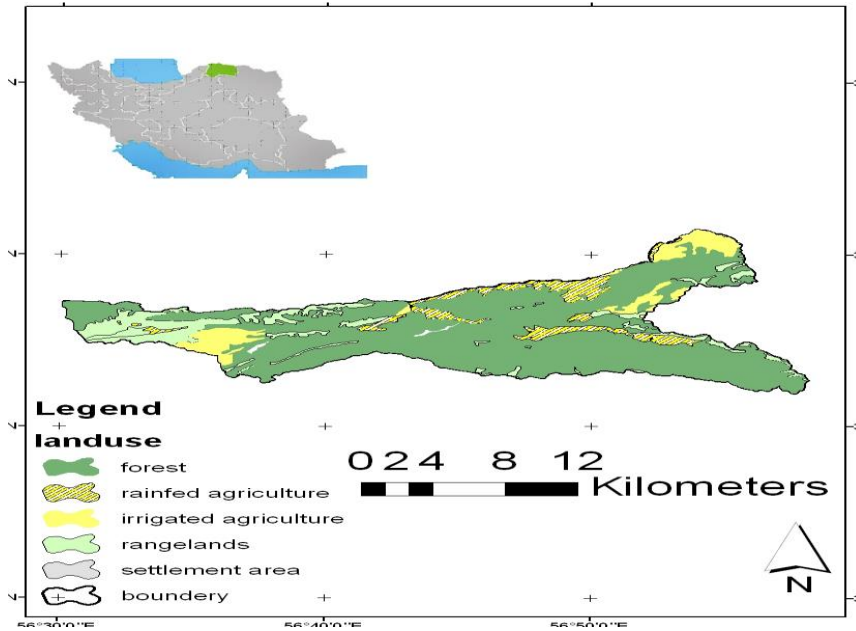 Legend
landuse
forest
rainfed agriculture
irrigated agriculture
rangelands
settlement area
boundery
0 2 4 8 12
Kilometers
N
56°40'0"E
56°50'0"E